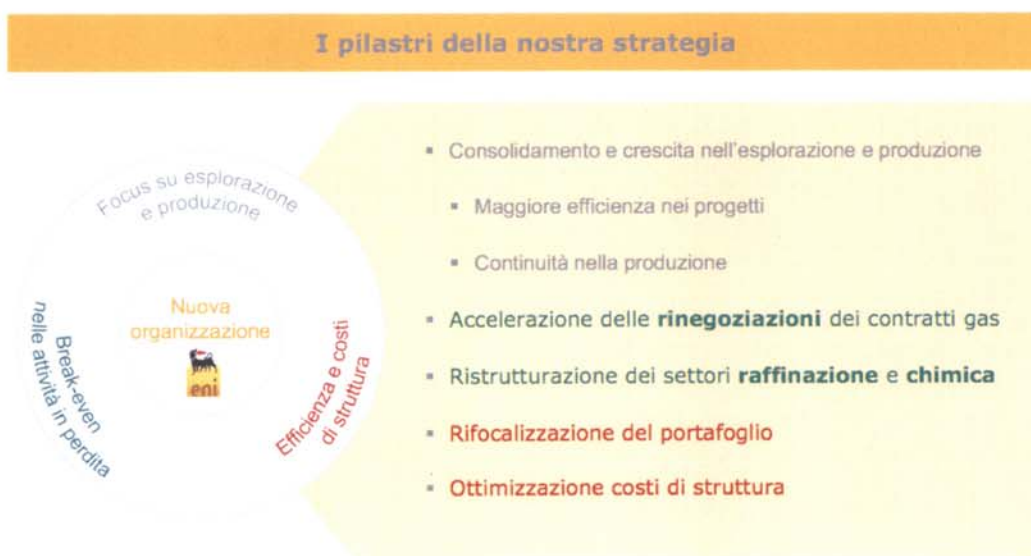 I pilastri della nostra strategia
Focus su esplorazione
e produzione
Nuova
organizzazione
eni
Break-even
nelle attività in perdita
Efficienza e costi
di struttura
▪ Consolidamento e crescita nell'esplorazione e produzione
▪ Maggiore efficienza nei progetti
▪ Continuità nella produzione
▪ Accelerazione delle rinegoziazioni dei contratti gas
▪ Ristrutturazione dei settori raffinazione e chimica
▪ Rifocalizzazione del portafoglio
▪ Ottimizzazione costi di struttura